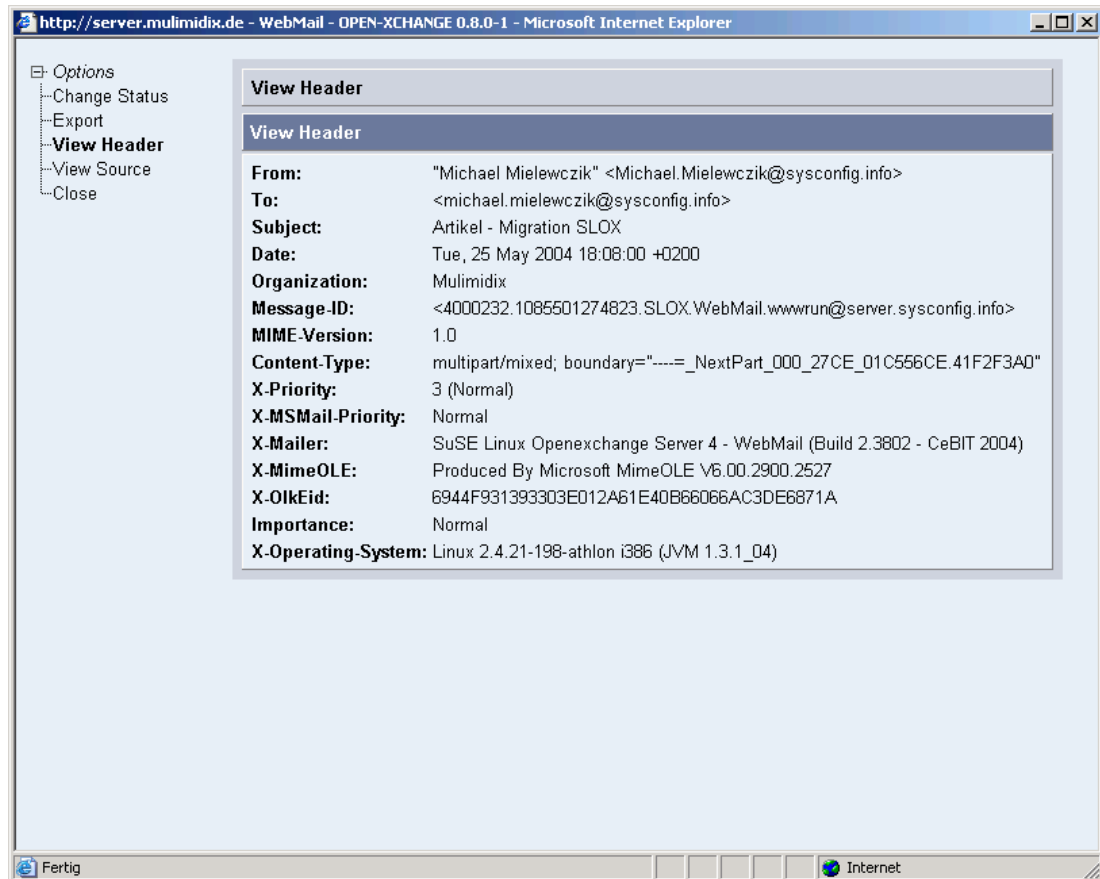 http://server.mulimidix.de - WebMail - OPEN-XCHANGE 0.8.0-1 - Microsoft Internet Explorer
Options
Change Status
Export
View Header
View Source
Close
View Header
View Header
From: "Michael Mielewczik" <Michael.Mielewczik@sysconfig.info>
To: <michael.mielewczik@sysconfig.info>
Subject: Artikel - Migration SLOX
Date: Tue, 25 May 2004 18:08:00 +0200
Organization: Mulimidix
Message-ID: <4000232.1085501274823.SLOX.WebMail.wwwrun@server.sysconfig.info>
MIME-Version: 1.0
Content-Type: multipart/mixed; boundary="----=_NextPart_000_27CE_01C556CE.41F2F3A0"
X-Priority: 3 (Normal)
X-MSMail-Priority: Normal
X-Mailer: SuSE Linux Openexchange Server 4 - WebMail (Build 2.3802 - CeBIT 2004)
X-MimeOLE: Produced By Microsoft MimeOLE V6.00.2900.2527
X-OlkEid: 6944F931393303E012A61E40B66066AC3DE6871A
Importance: Normal
X-Operating-System: Linux 2.4.21-198-athlon i386 (JVM 1.3.1_04)
Fertig
Internet